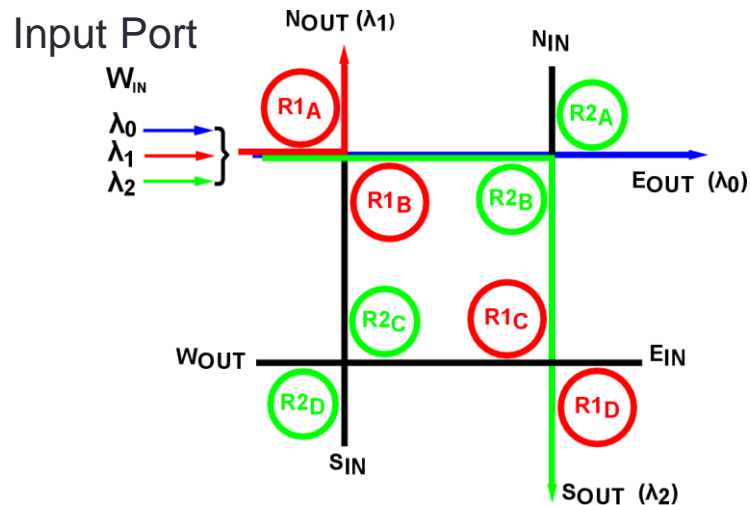 Input Port
NOUT (λ1)
NIN
WIN
λ0
λ1
λ2
R1A
R2A
EOUT (λ0)
R1B
R2B
R2C
R1C
WOUT
EIN
R2D
R1D
SIN
SOUT (λ2)